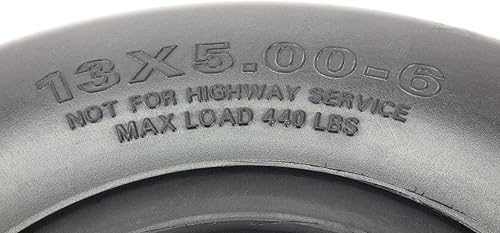 13X5.00-6
NOT FOR HIGHWAY SERVICE
MAX LOAD 440 LBS